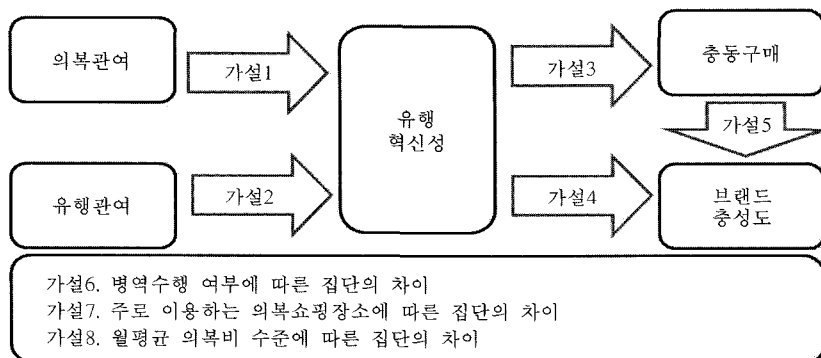 의복관여
가설1
유행
혁신성
가설3
충동구매
가설5
유행관여
가설2
가설4
브랜드
충성도
가설6. 병역수행 여부에 따른 집단의 차이
가설7. 주로 이용하는 의복쇼핑장소에 따른 집단의 차이
가설8. 월평균 의복비 수준에 따른 집단의 차이